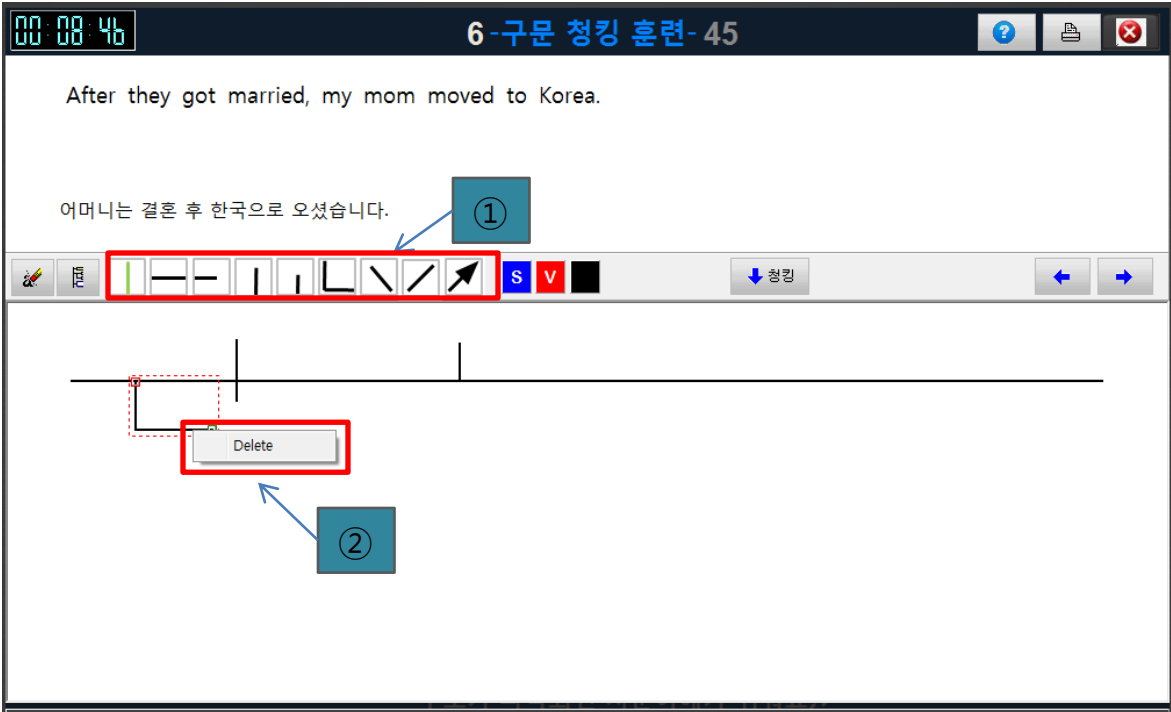 00:08:46
6 -구문 청킹 훈련- 45
After they got married, my mom moved to Korea.
어머니는 결혼 후 한국으로 오셨습니다.
①
S V
청킹
Delete
②